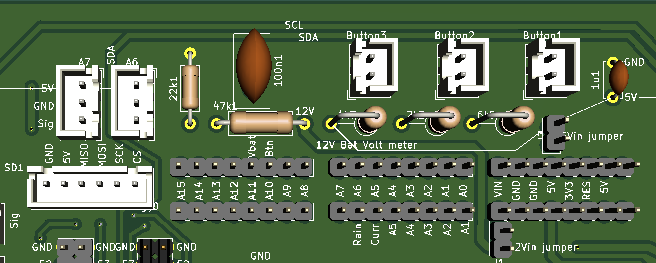 SCL
SDA
Button3
Button2
Button1
SDA
A7
A6
GND
5V
22k1
100n1
1u1
5V
GND
47k1
12V
Sig
Vin jumper
12V Bat Volt meter
GND
5V
MISO
MOSI
SCK
CS
Vbat
Btn
SD1
A15
A14
A13
A12
A11
A10
A9
A8
A7
A6
A5
A4
A3
A2
A1
A0
VIN
GND
GND
5V
3V3
RES
5V
Sig
Rain
Curr
A5
A4
A3
A2
A1
GND
GND
GND
GND
2Vin jumper